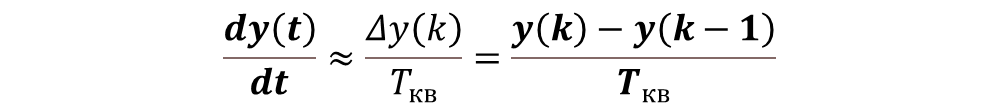 dy(t)/dt ≈ Δy(k)/Tкв = y(k) − y(k − 1)/Tкв